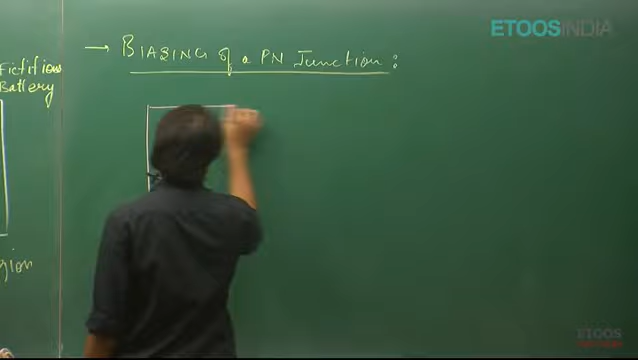 ETOOSINDIA
→ BIASING of a PN Junction :
Fictitious
Battery
gion
ETOOS